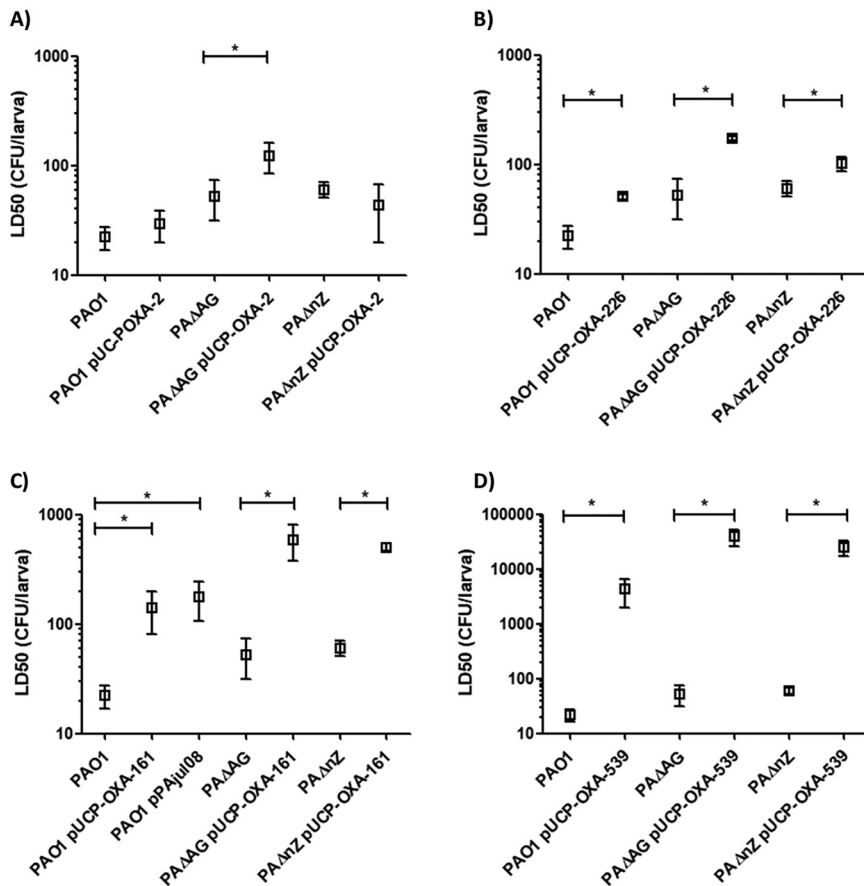 A)
*
1000
100
10
LD50 (CFU/larva)
PAO1
PAO1 pUC-POXA-2
PAΔAG
PAΔAG pUCP-OXA-2
PAΔnZ
PAΔnZ pUCP-OXA-2
B)
* * *
1000
100
10
LD50 (CFU/larva)
PAO1
PAO1 pUCP-OXA-226
PAΔAG
PAΔAG pUCP-OXA-226
PAΔnZ
PAΔnZ pUCP-OXA-226
C)
* * *
*
1000
100
10
LD50 (CFU/larva)
PAO1
PAO1 pUCP-OXA-161
PAO1 pPAjul08
PAΔAG
PAΔAG pUCP-OXA-161
PAΔnZ
PAΔnZ pUCP-OXA-161
D)
* * *
100000
10000
1000
100
10
LD50 (CFU/larva)
PAO1
PAO1 pUCP-OXA-539
PAΔAG
PAΔAG pUCP-OXA-539
PAΔnZ
PAΔnZ pUCP-OXA-539